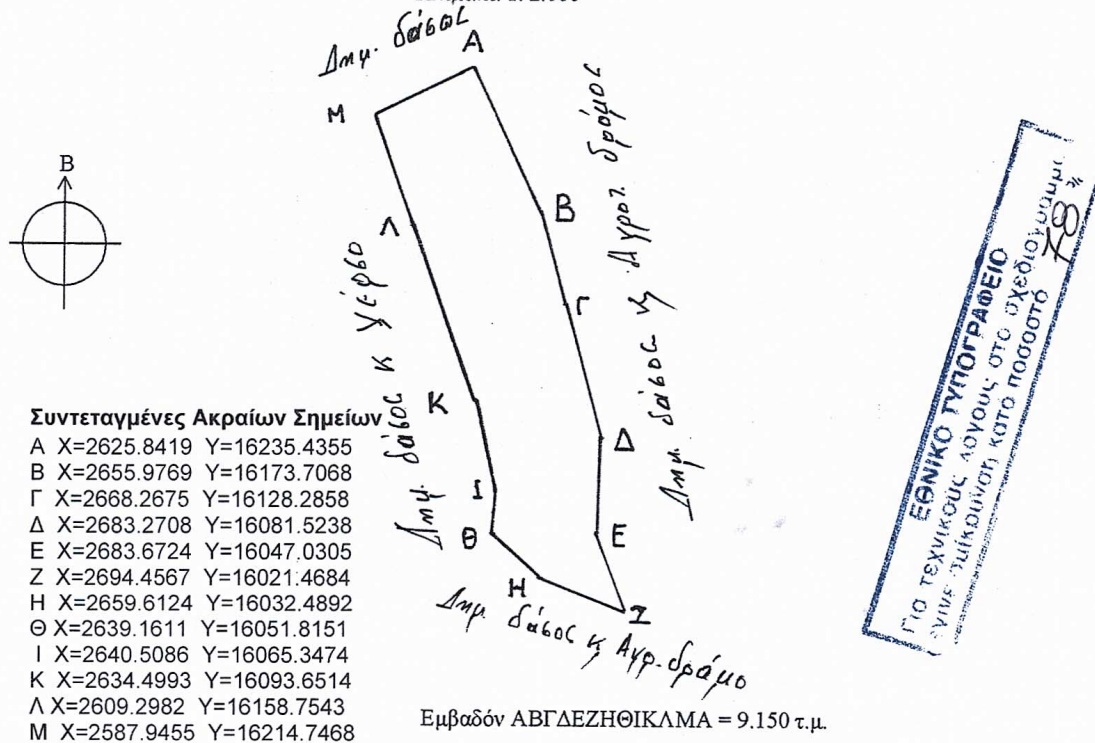 Δημ. δάσος
Α
Μ
Β
Β
Λ
Γ
Δημ. δάσος κ Αγροτ. δρόμος
Δημ. δάσος κ χέρσο
Κ
Δ
Ι
Θ
Ε
Η
Ζ
Δημ. δάσος κ Αγρ. δρόμο
Συντεταγμένες Ακραίων Σημείων
Α X=2625.8419 Y=16235.4355
Β X=2655.9769 Y=16173.7068
Γ X=2668.2675 Y=16128.2858
Δ X=2683.2708 Y=16081.5238
Ε X=2683.6724 Y=16047.0305
Ζ X=2694.4567 Y=16021.4684
Η X=2659.6124 Y=16032.4892
Θ X=2639.1611 Y=16051.8151
Ι X=2640.5086 Y=16065.3474
Κ X=2634.4993 Y=16093.6514
Λ X=2609.2982 Y=16158.7543
Μ X=2587.9455 Y=16214.7468
Εμβαδόν ΑΒΓΔΕΖΗΘΙΚΛΜΑ = 9.150 τ.μ.
ΕΘΝΙΚΟ ΤΥΠΟΓΡΑΦΕΙΟ
Για τεχνικούς λόγους στο σχεδιάγραμμα
έγινε σμίκρυνση κατά ποσοστό 78 %